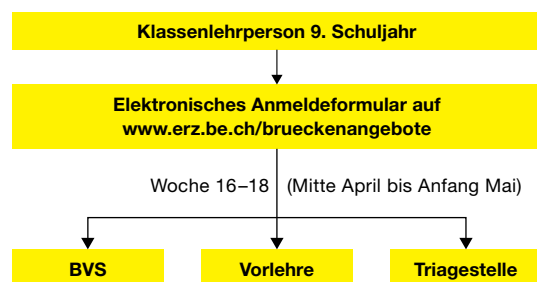 Klassenlehrperson 9. Schuljahr
Elektronisches Anmeldeformular auf
www.erz.be.ch/brueckenangebote
Woche 16–18 (Mitte April bis Anfang Mai)
BVS Vorlehre Triagestelle